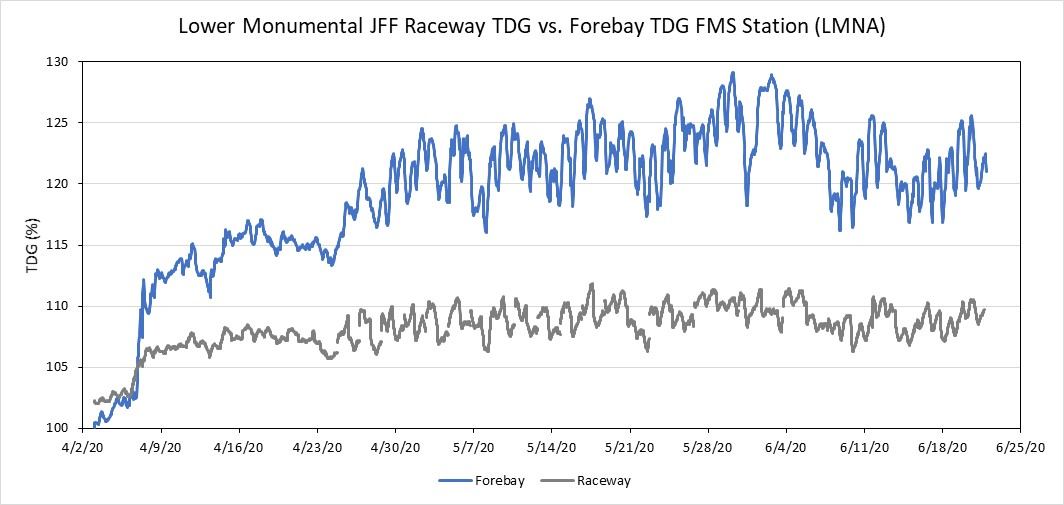 Lower Monumental JFF Raceway TDG vs. Forebay TDG FMS Station (LMNA)
130
125
120
115
110
105
100
TDG (%)
4/2/20 4/9/20 4/16/20 4/23/20 4/30/20 5/7/20 5/14/20 5/21/20 5/28/20 6/4/20 6/11/20 6/18/20 6/25/20
Forebay Raceway